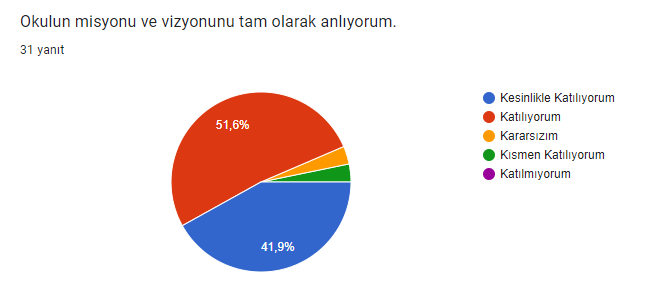 Okulun misyonu ve vizyonunu tam olarak anlıyorum.
31 yanıt
Kesinlikle Katılıyorum
Katılıyorum
Kararsızım
Kısmen Katılıyorum
Katılmıyorum
51,6%
41,9%